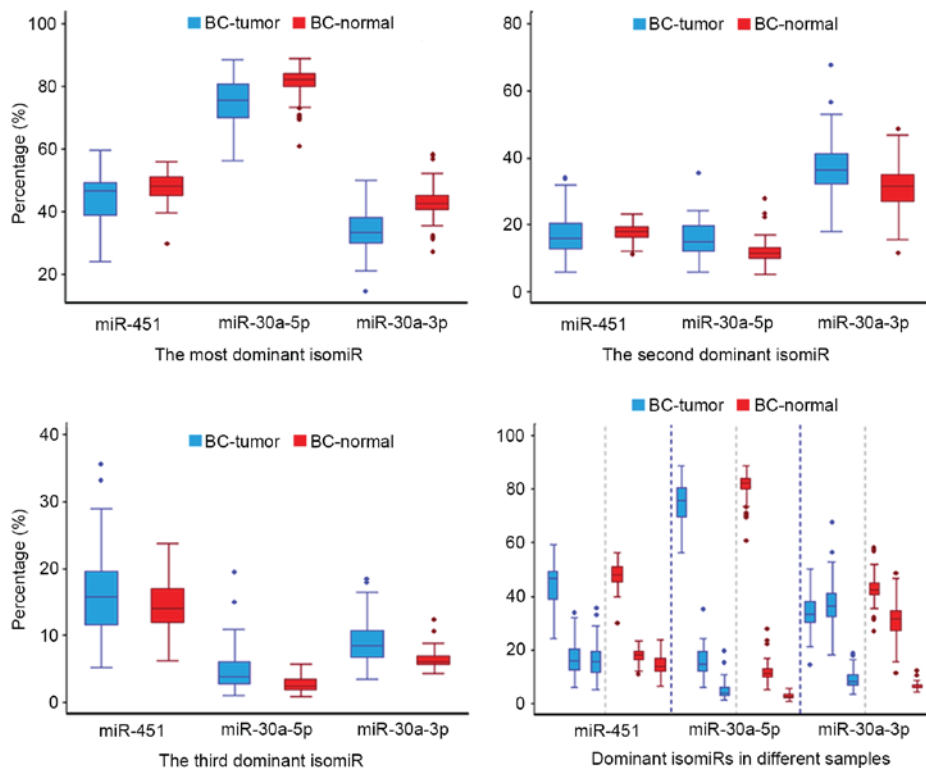 BC-tumor BC-normal
100
80
60
40
20
Percentage (%)
miR-451 miR-30a-5p miR-30a-3p
The most dominant isomiR
BC-tumor BC-normal
80
60
40
20
0
miR-451 miR-30a-5p miR-30a-3p
The second dominant isomiR
BC-tumor BC-normal
40
30
20
10
0
Percentage (%)
miR-451 miR-30a-5p miR-30a-3p
The third dominant isomiR
BC-tumor BC-normal
100
80
60
40
20
0
miR-451 miR-30a-5p miR-30a-3p
Dominant isomiRs in different samples